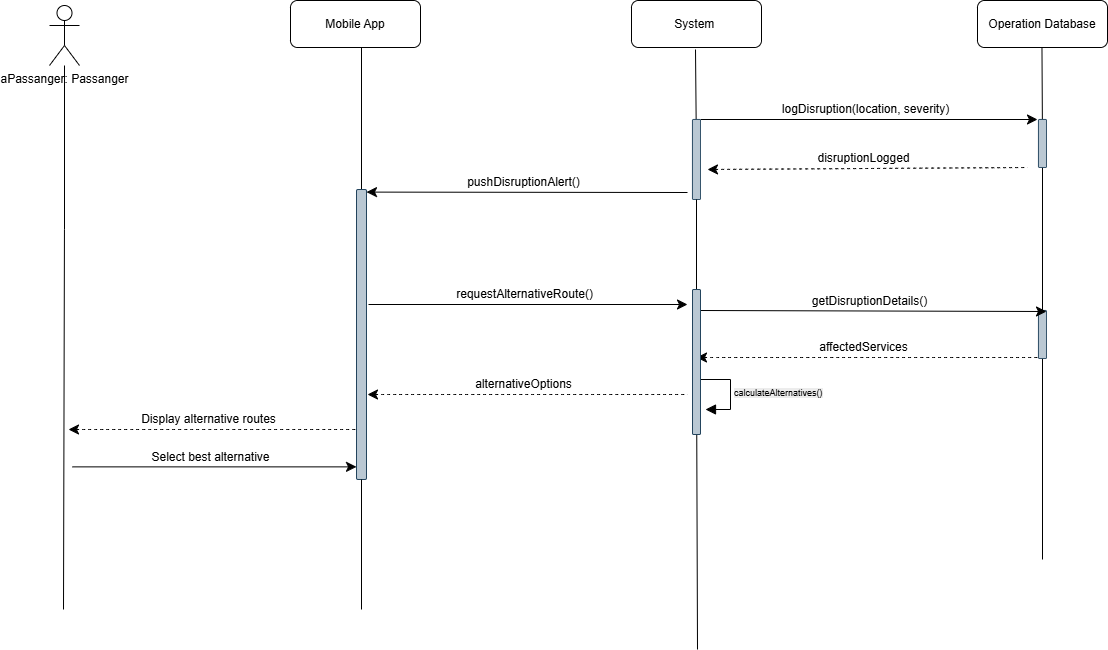 Mobile App
System
Operation Database
aPassanger: Passanger
logDisruption(location, severity)
disruptionLogged
pushDisruptionAlert()
requestAlternativeRoute()
getDisruptionDetails()
affectedServices
alternativeOptions
calculateAlternatives()
Display alternative routes
Select best alternative